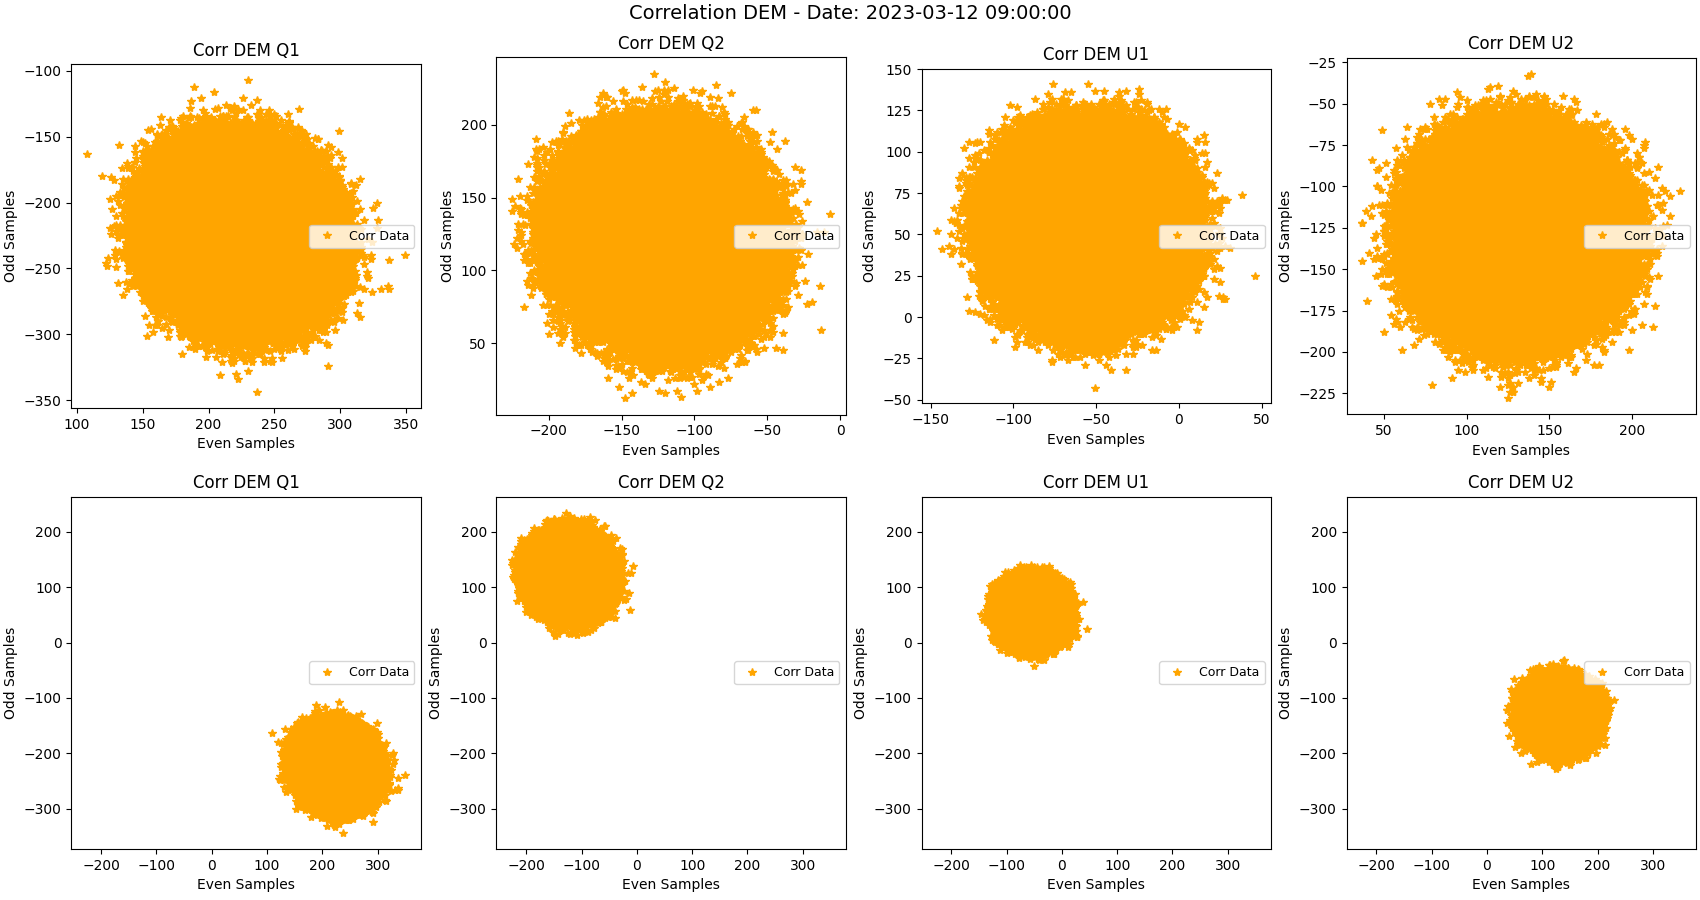 Correlation DEM - Date: 2023-03-12 09:00:00
Corr DEM Q1
Odd Samples
−100
−150
−200
−250
−300
−350
100 150 200 250 300 350
Even Samples
Corr Data
Corr DEM Q2
Odd Samples
200
150
100
50
−200 −150 −100 −50 0
Even Samples
Corr Data
Corr DEM U1
Odd Samples
150
125
100
75
50
25
0
−25
−50
−150 −100 −50 0 50
Even Samples
Corr Data
Corr DEM U2
Odd Samples
−25
−50
−75
−100
−125
−150
−175
−200
−225
50 100 150 200
Even Samples
Corr Data
Corr DEM Q1
Odd Samples
200
100
0
−100
−200
−300
−200 −100 0 100 200 300
Even Samples
Corr Data
Corr DEM Q2
Odd Samples
200
100
0
−100
−200
−300
−200 −100 0 100 200 300
Even Samples
Corr Data
Corr DEM U1
Odd Samples
200
100
0
−100
−200
−300
−200 −100 0 100 200 300
Even Samples
Corr Data
Corr DEM U2
Odd Samples
200
100
0
−100
−200
−300
−200 −100 0 100 200 300
Even Samples
Corr Data